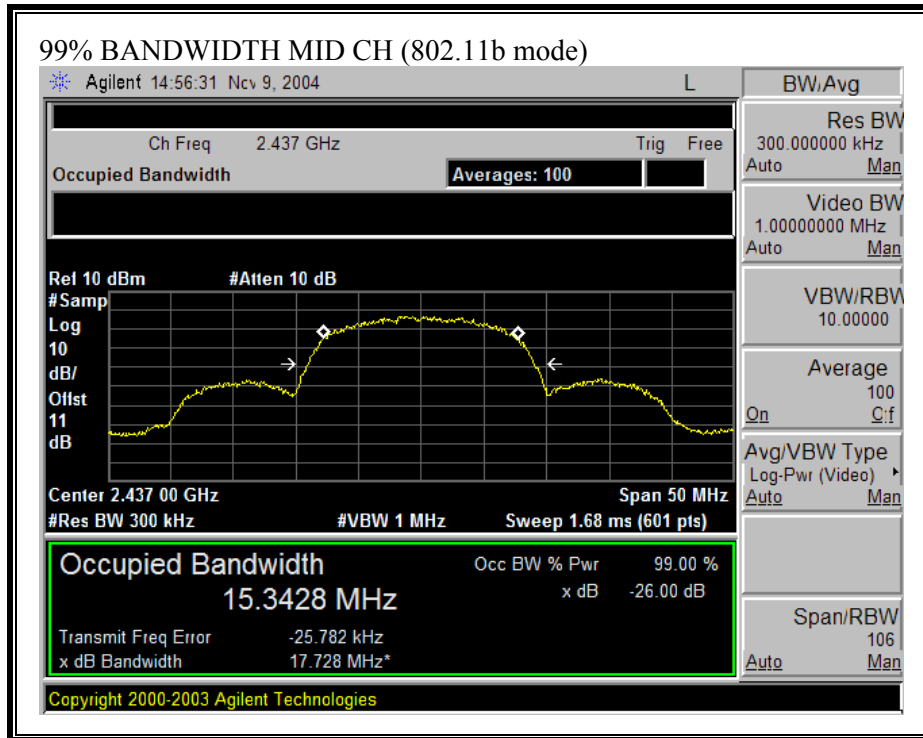 99% BANDWIDTH MID CH (802.11b mode)
Agilent 14:56:31 Nov 9, 2004 L
BW/Avg
Ch Freq 2.437 GHz Trig Free
Occupied Bandwidth Averages: 100
Res BW
300.000000 kHz
Auto Man
Video BW
1.00000000 MHz
Auto Man
VBW/RBW
10.00000
Average
100
On Off
Avg/VBW Type
Log-Pwr (Video)
Auto Man
Span/RBW
106
Auto Man
Ref 10 dBm #Atten 10 dB
#Samp
Log
10
dB/
Offst
11
dB
Center 2.437 00 GHz Span 50 MHz
#Res BW 300 kHz #VBW 1 MHz Sweep 1.68 ms (601 pts)
Occupied Bandwidth Occ BW % Pwr 99.00 %
15.3428 MHz x dB -26.00 dB
Transmit Freq Error -25.782 kHz
x dB Bandwidth 17.728 MHz*
Copyright 2000-2003 Agilent Technologies